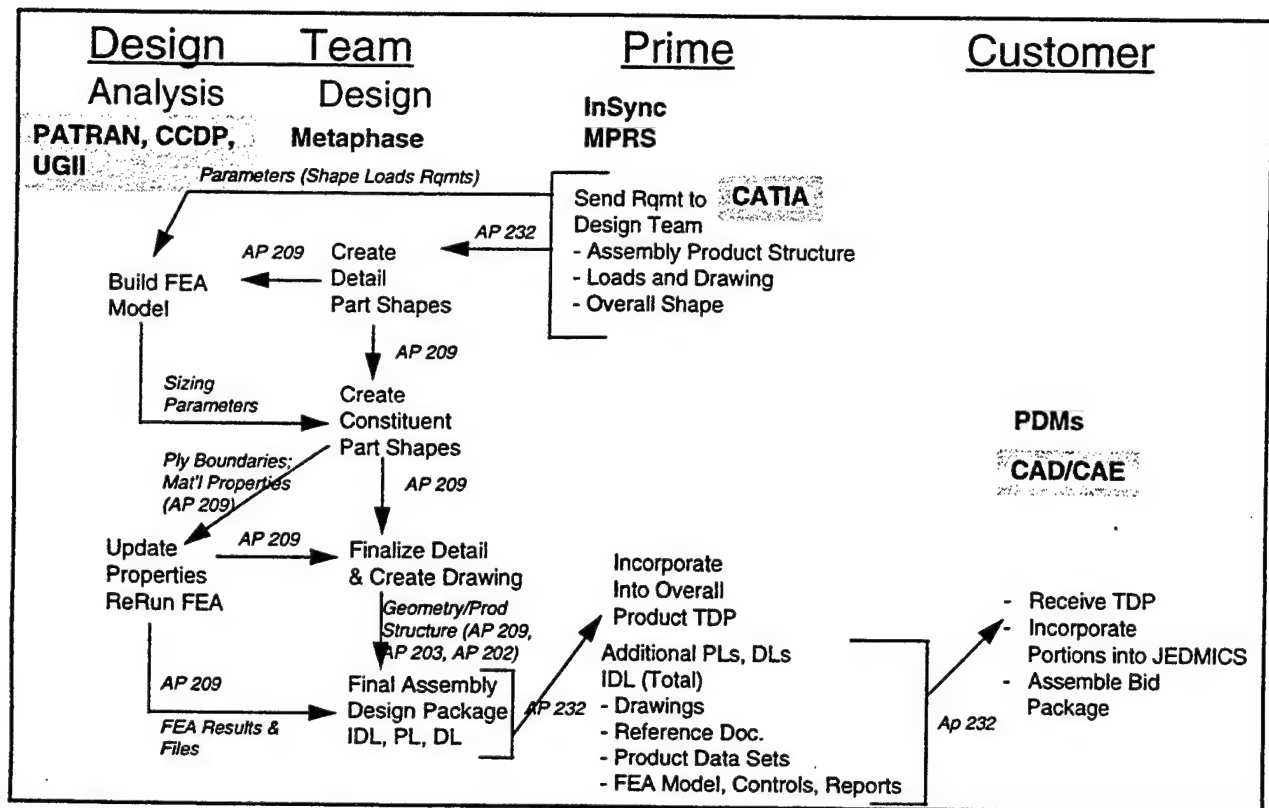 Design Team
Prime
Customer
Analysis
Design
PATRAN, CCDP,
UGII
Metaphase
InSync
MPRS
Parameters (Shape Loads Rqmts)
Send Rqmt to
Design Team
- Assembly Product Structure
- Loads and Drawing
- Overall Shape
CATIA
AP 232
AP 209
Create
Detail
Part Shapes
Build FEA
Model
AP 209
Sizing
Parameters
Create
Constituent
Part Shapes
Ply Boundaries;
Mat'l Properties
(AP 209)
AP 209
PDMs
CAD/CAE
Update
Properties
ReRun FEA
AP 209
Finalize Detail
& Create Drawing
Geometry/Prod
Structure (AP 209,
AP 203, AP 202)
AP 209
FEA Results &
Files
Final Assembly
Design Package
IDL, PL, DL
AP 232
Incorporate
Into Overall
Product TDP
Additional PLs, DLs
IDL (Total)
- Drawings
- Reference Doc.
- Product Data Sets
- FEA Model, Controls, Reports
Ap 232
- Receive TDP
- Incorporate
Portions into JEDMICS
- Assemble Bid
Package